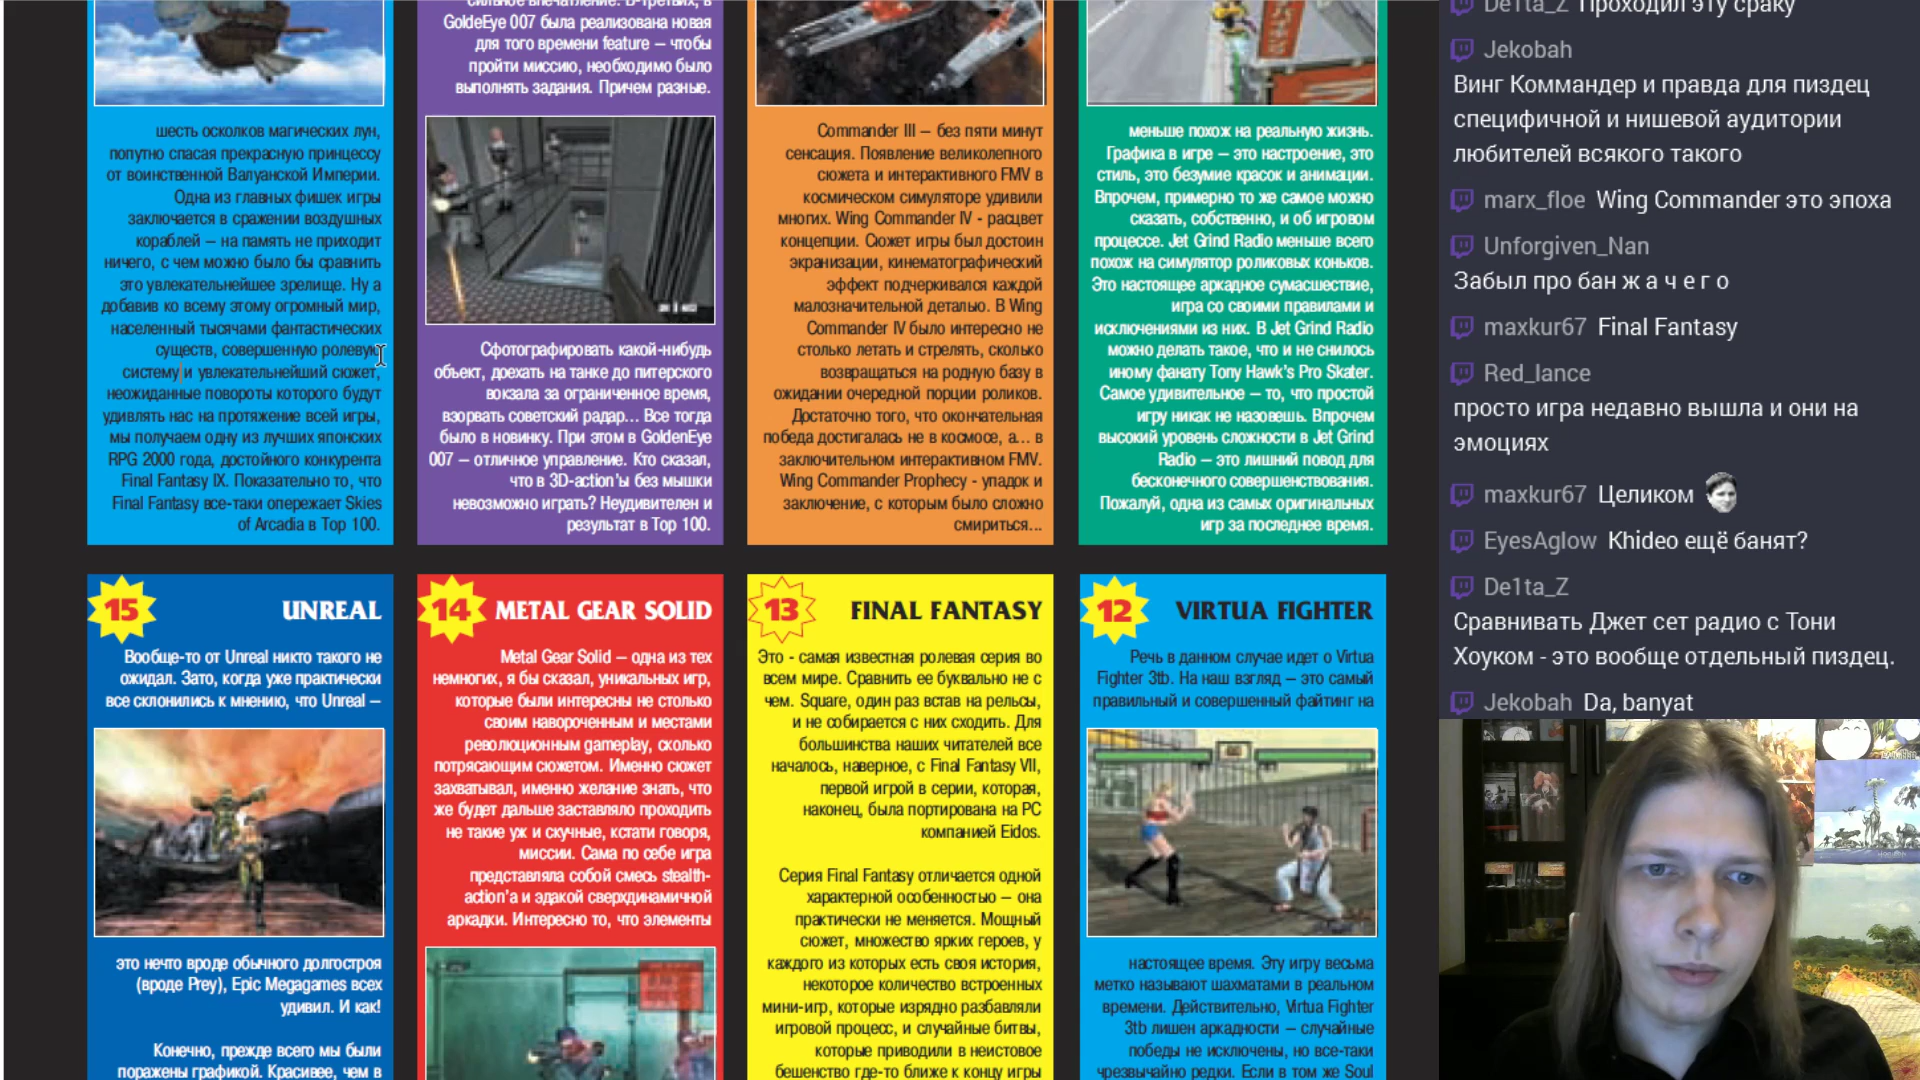 сильное впечатление. В-третьих, в
GoldeEye 007 была реализована новая
для того времени feature – чтобы
пройти миссию, необходимо было
выполнять задания. Причем разные.
шесть осколков магических лун,
попутно спасая прекрасную принцессу
от воинственной Валуанской Империи.
Одна из главных фишек игры
заключается в сражении воздушных
кораблей – на память не приходит
ничего, с чем можно было бы сравнить
это увлекательнейшее зрелище. Ну а
добавив ко всему этому огромный мир,
населенный тысячами фантастических
существ, совершенную ролевую
систему и увлекательнейший сюжет,
неожиданные повороты которого будут
удивлять нас на протяжение всей игры,
мы получаем одну из лучших японских
RPG 2000 года, достойного конкурента
Final Fantasy IX. Показательно то, что
Final Fantasy все-таки опережает Skies
of Arcadia в Top 100.
Сфотографировать какой-нибудь
объект, доехать на танке до питерского
вокзала за ограниченное время,
взорвать советский радар... Все тогда
было в новинку. При этом в GoldenEye
007 – отличное управление. Кто сказал,
что в 3D-action'ы без мышки
невозможно играть? Неудивителен и
результат в Top 100.
Commander III – без пяти минут
сенсация. Появление великолепного
сюжета и интерактивного FMV в
космическом симуляторе удивили
многих. Wing Commander IV - расцвет
концепции. Сюжет игры был достоин
экранизации, кинематографический
эффект подчеркивался каждой
малозначительной деталью. В Wing
Commander IV было интересно не
столько летать и стрелять, сколько
возвращаться на родную базу в
ожидании очередной порции роликов.
Достаточно того, что окончательная
победа достигалась не в космосе, а... в
заключительном интерактивном FMV.
Wing Commander Prophecy - упадок и
заключение, с которым было сложно
смириться...
меньше похож на реальную жизнь.
Графика в игре – это настроение, это
стиль, это безумие красок и анимации.
Впрочем, примерно то же самое можно
сказать, собственно, и об игровом
процессе. Jet Grind Radio меньше всего
похож на симулятор роликовых коньков.
Это настоящее аркадное сумасшествие,
игра со своими правилами и
исключениями из них. В Jet Grind Radio
можно делать такое, что и не снилось
иному фанату Tony Hawk's Pro Skater.
Самое удивительное – то, что простой
игру никак не назовешь. Впрочем
высокий уровень сложности в Jet Grind
Radio – это лишний повод для
бесконечного совершенствования.
Пожалуй, одна из самых оригинальных
игр за последнее время.
15 UNREAL
Вообще-то от Unreal никто такого не
ожидал. Зато, когда уже практически
все склонились к мнению, что Unreal –
это нечто вроде обычного долгостроя
(вроде Prey), Epic Megagames всех
удивил. И как!
Конечно, прежде всего мы были
поражены графикой. Красивее, чем в
14 METAL GEAR SOLID
Metal Gear Solid – одна из тех
немногих, я бы сказал, уникальных игр,
которые были интересны не столько
своим навороченным и местами
революционным gameplay, сколько
потрясающим сюжетом. Именно сюжет
захватывал, именно желание знать, что
же будет дальше заставляло проходить
не такие уж и скучные, кстати говоря,
миссии. Сама по себе игра
представляла собой смесь stealth-
action'а и эдакой сверхдинамичной
аркадки. Интересно то, что элементы
13 FINAL FANTASY
Это - самая известная ролевая серия во
всем мире. Сравнить ее буквально не с
чем. Square, один раз встав на рельсы,
и не собирается с них сходить. Для
большинства наших читателей все
началось, наверное, с Final Fantasy VII,
первой игрой в серии, которая,
наконец, была портирована на PC
компанией Eidos.
Серия Final Fantasy отличается одной
характерной особенностью – она
практически не меняется. Мощный
сюжет, множество ярких героев, у
каждого из которых есть своя история,
некоторое количество встроенных
мини-игр, которые изрядно разбавляли
игровой процесс, и случайные битвы,
которые приводили в неистовое
бешенство где-то ближе к концу игры
12 VIRTUA FIGHTER
Речь в данном случае идет о Virtua
Fighter 3tb. На наш взгляд – это самый
правильный и совершенный файтинг на
настоящее время. Эту игру весьма
метко называют шахматами в реальном
времени. Действительно, Virtua Fighter
3tb лишен аркадности – случайные
победы не исключены, но все-таки
чрезвычайно редки. Если в том же Soul
De1ta_Z Проходил эту сраку
Jekobah
Винг Коммандер и правда для пиздец
специфичной и нишевой аудитории
любителей всякого такого
marx_floe Wing Commander это эпоха
Unforgiven_Nan
Забыл про бан ж а ч е г о
maxkur67 Final Fantasy
Red_lance
просто игра недавно вышла и они на
эмоциях
maxkur67 Целиком
EyesAglow Khideo ещё банят?
De1ta_Z
Сравнивать Джет сет радио с Тони
Хоуком - это вообще отдельный пиздец.
Jekobah Da, banyat